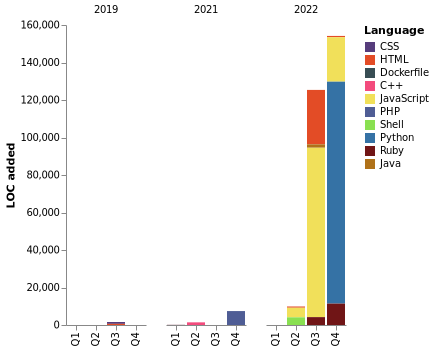 2019 2021 2022
160,000
140,000
120,000
100,000
80,000
60,000
40,000
20,000
0
LOC added
Q1 Q2 Q3 Q4 Q1 Q2 Q3 Q4 Q1 Q2 Q3 Q4
Language
CSS
HTML
Dockerfile
C++
JavaScript
PHP
Shell
Python
Ruby
Java